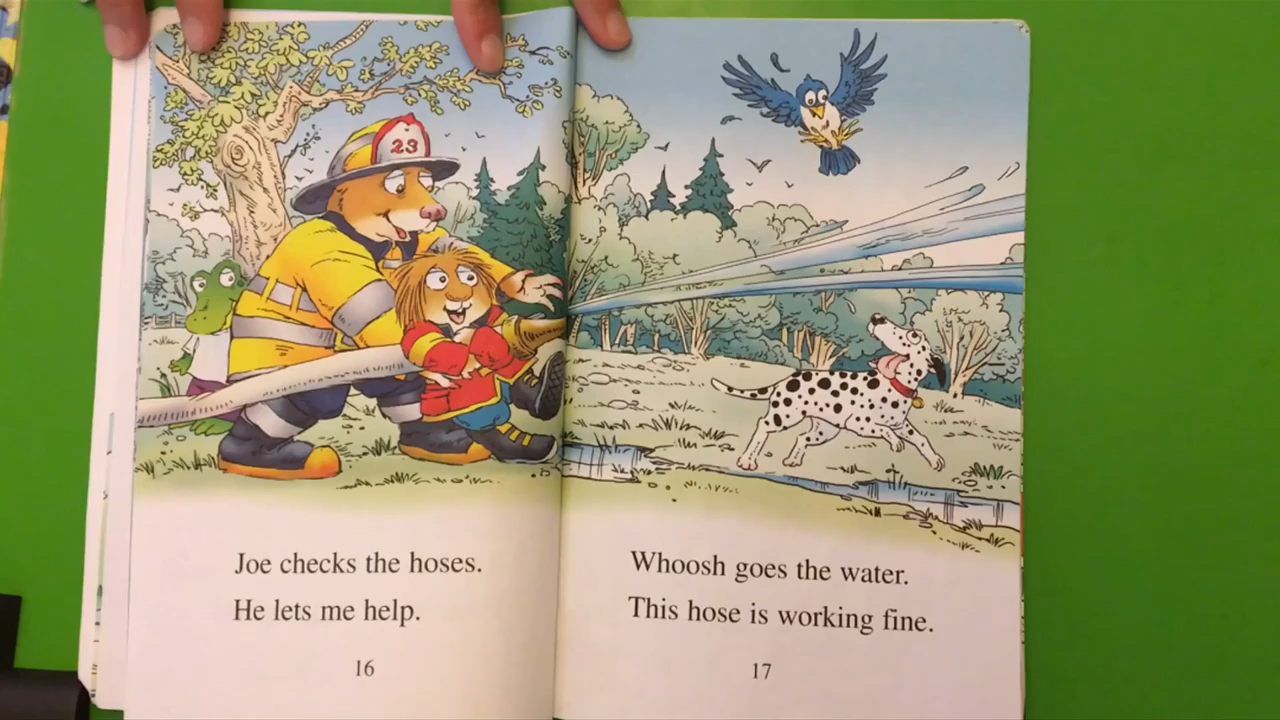 23
Joe checks the hoses.
He lets me help.
16
Whoosh goes the water.
This hose is working fine.
17